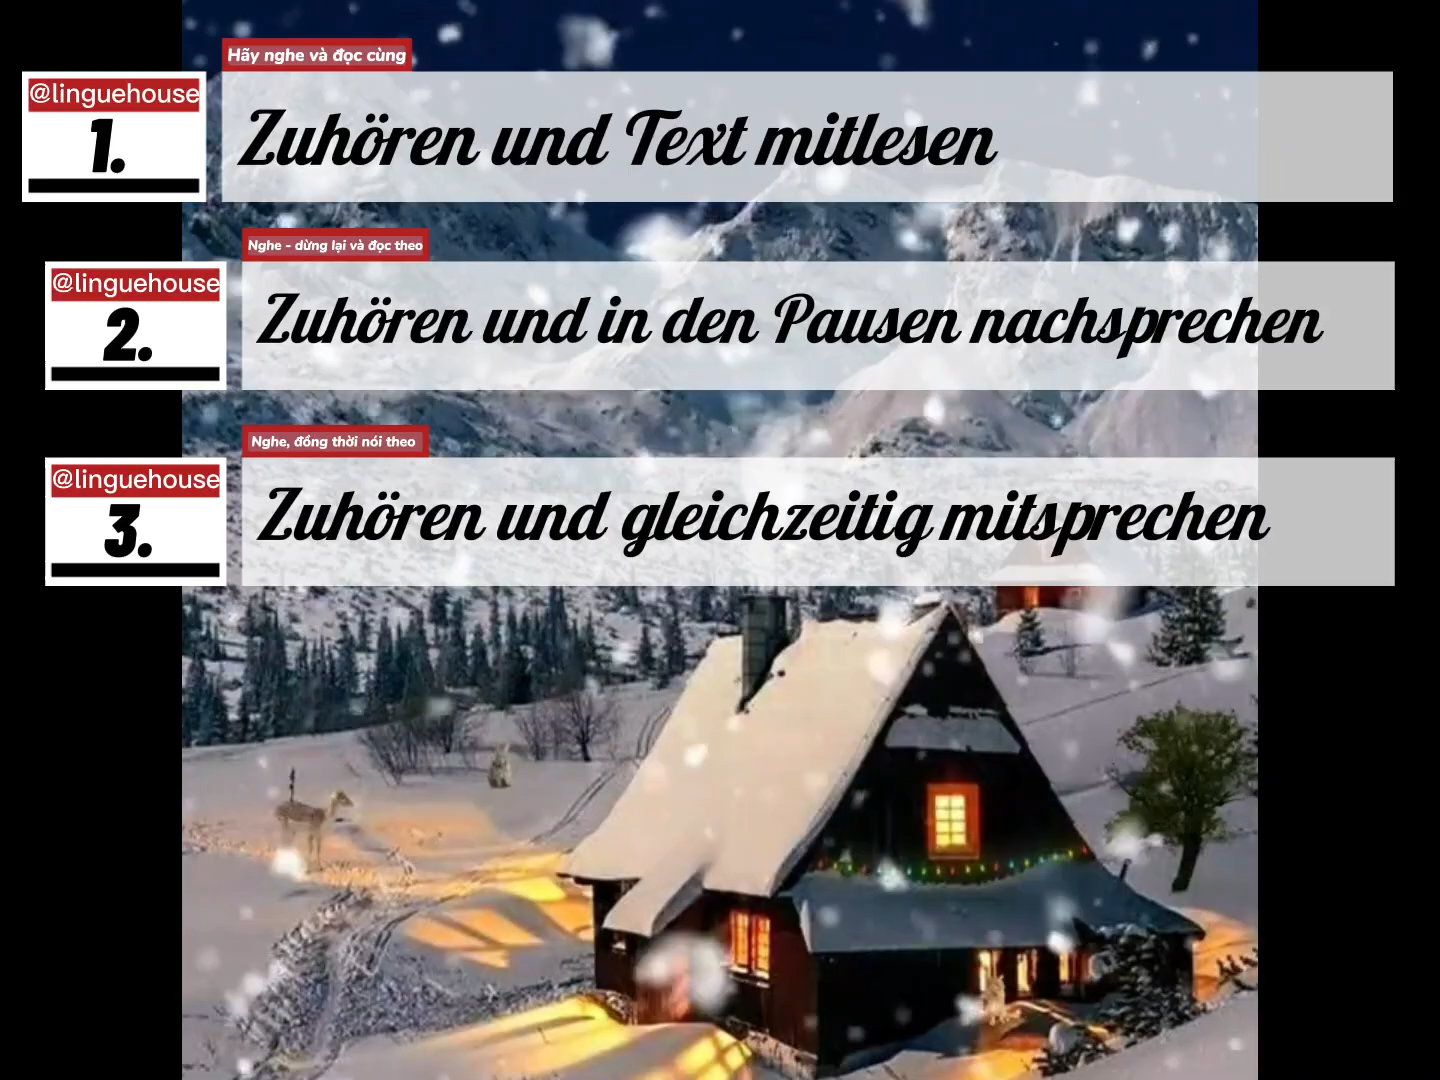 Hãy nghe và đọc cùng
@linguehouse
1.
Zuhören und Text mitlesen
Nghe - dừng lại và đọc theo
@linguehouse
2.
Zuhören und in den Pausen nachsprechen
Nghe, đồng thời nói theo
@linguehouse
3.
Zuhören und gleichzeitig mitsprechen